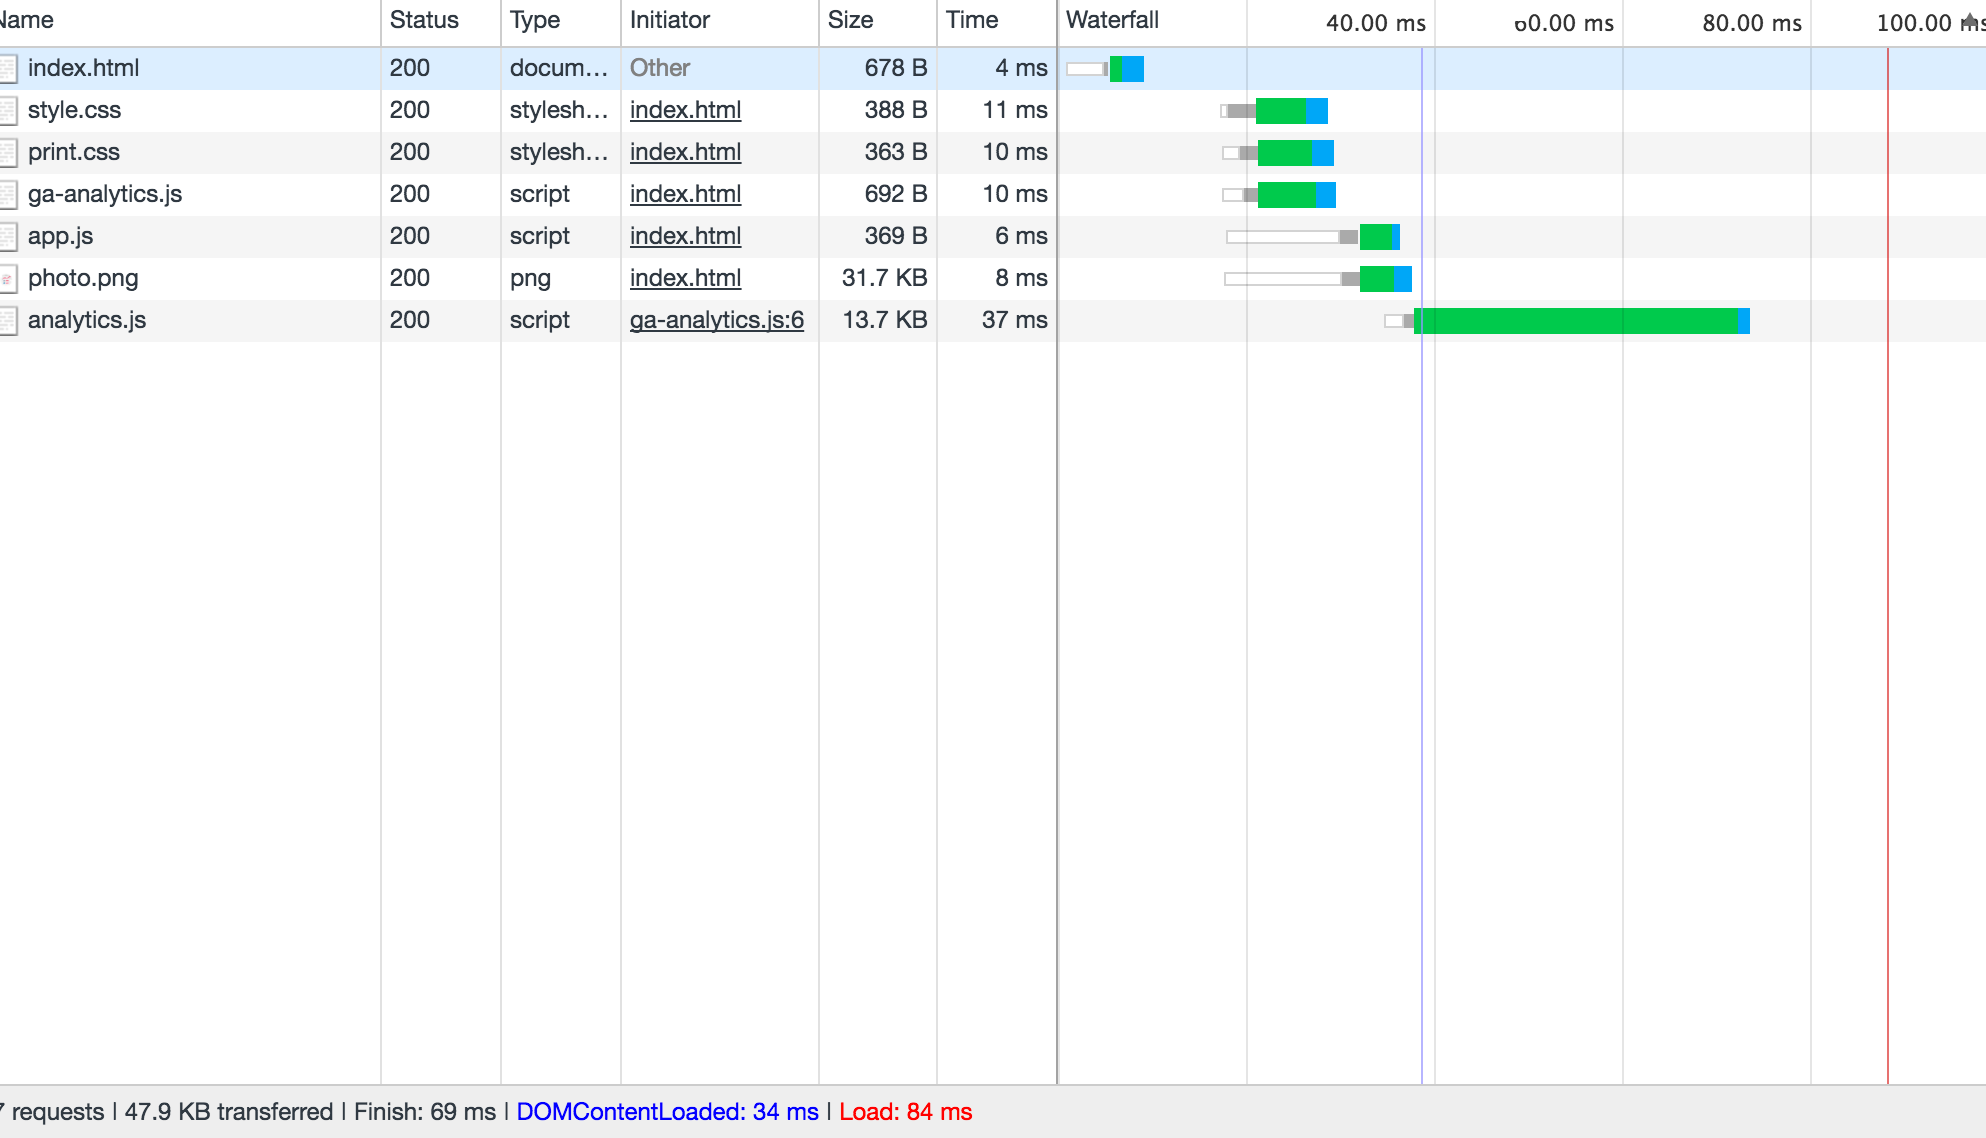 Name Status Type Initiator Size Time Waterfall 40.00 ms 60.00 ms 80.00 ms 100.00 ms
index.html 200 docum... Other 678 B 4 ms
style.css 200 stylesh... index.html 388 B 11 ms
print.css 200 stylesh... index.html 363 B 10 ms
ga-analytics.js 200 script index.html 692 B 10 ms
app.js 200 script index.html 369 B 6 ms
photo.png 200 png index.html 31.7 KB 8 ms
analytics.js 200 script ga-analytics.js:6 13.7 KB 37 ms
7 requests | 47.9 KB transferred | Finish: 69 ms | DOMContentLoaded: 34 ms | Load: 84 ms